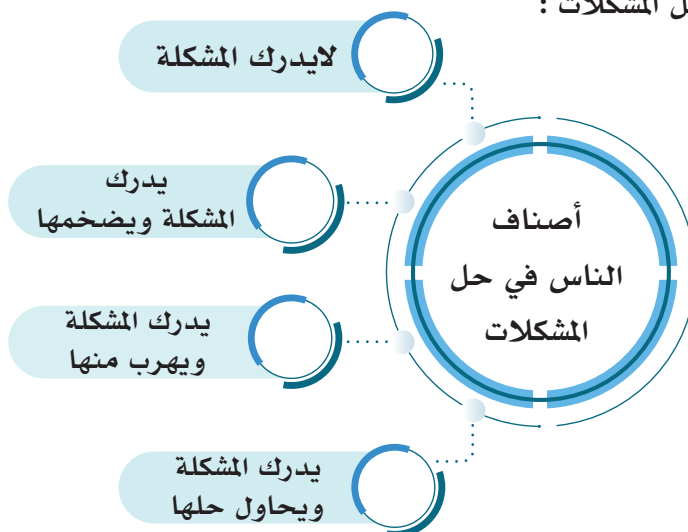 حل المشكلات :
أصناف
الناس في حل
المشكلات
لايدرك المشكلة
يدرك
المشكلة ويضخمها
يدرك المشكلة
ويهرب منها
يدرك المشكلة
ويحاول حلها